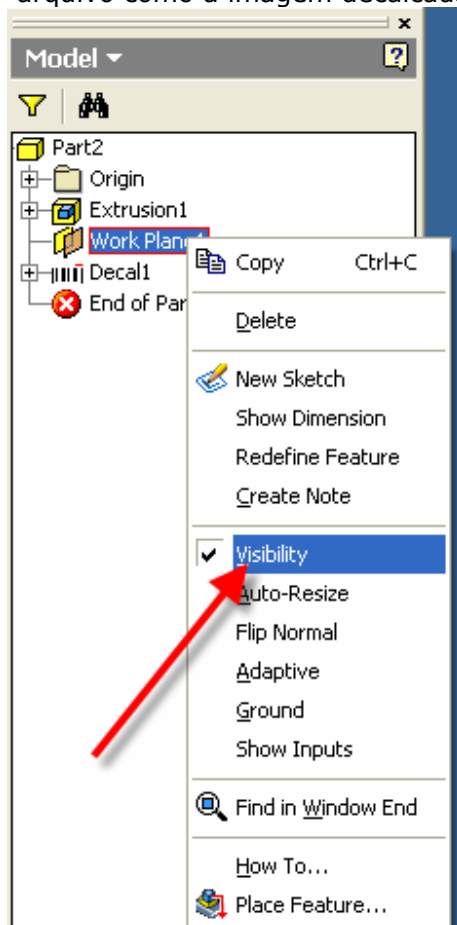 arquivo como a imagem decalcada
Model
Part2
Origin
Extrusion1
Work Plane1
Decal1
End of Par
Copy Ctrl+C
Delete
New Sketch
Show Dimension
Redefine Feature
Create Note
Visibility
Auto-Resize
Flip Normal
Adaptive
Ground
Show Inputs
Find in Window End
How To...
Place Feature...